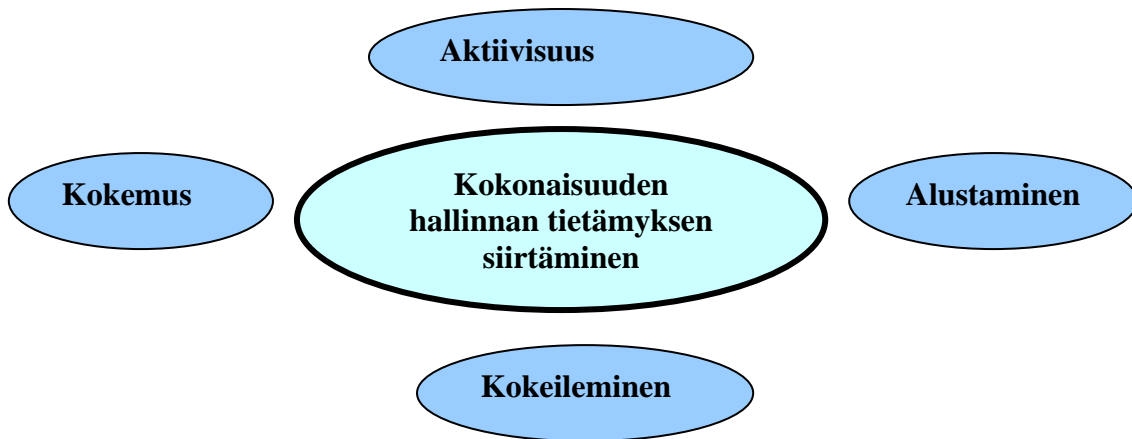 Aktiivisuus
Kokemus
Kokonaisuuden
hallinnan tietämyksen
siirtäminen
Alustaminen
Kokeileminen